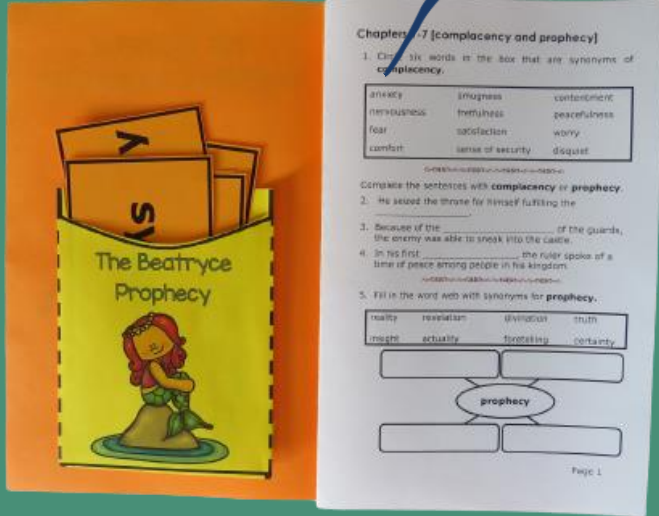 y
ks
The Beatryce
Prophecy
Chapters -7 [complacency and prophecy]
1. Circle six words in the box that are synonyms of
complacency.
anxiety smugness contentment
nervousness fretfulness peacefulness
fear satisfaction worry
comfort sense of security disquiet
Complete the sentences with complacency or prophecy.
2. He seized the throne for himself fulfilling the
____________.
3. Because of the ____________ of the guards,
the enemy was able to sneak into the castle.
4. In his first ____________, the ruler spoke of a
time of peace among people in his kingdom.
5. Fill in the word web with synonyms for prophecy.
reality revelation divination truth
insight actuality foretelling certainty
prophecy
Page 1